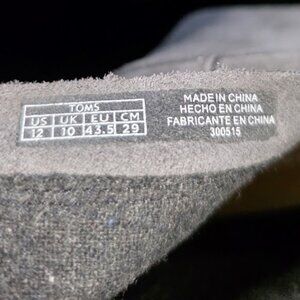 TOMS
US UK EU CM
12 10 43.5 29
MADE IN CHINA
HECHO EN CHINA
FABRICANTE EN CHINA
300515